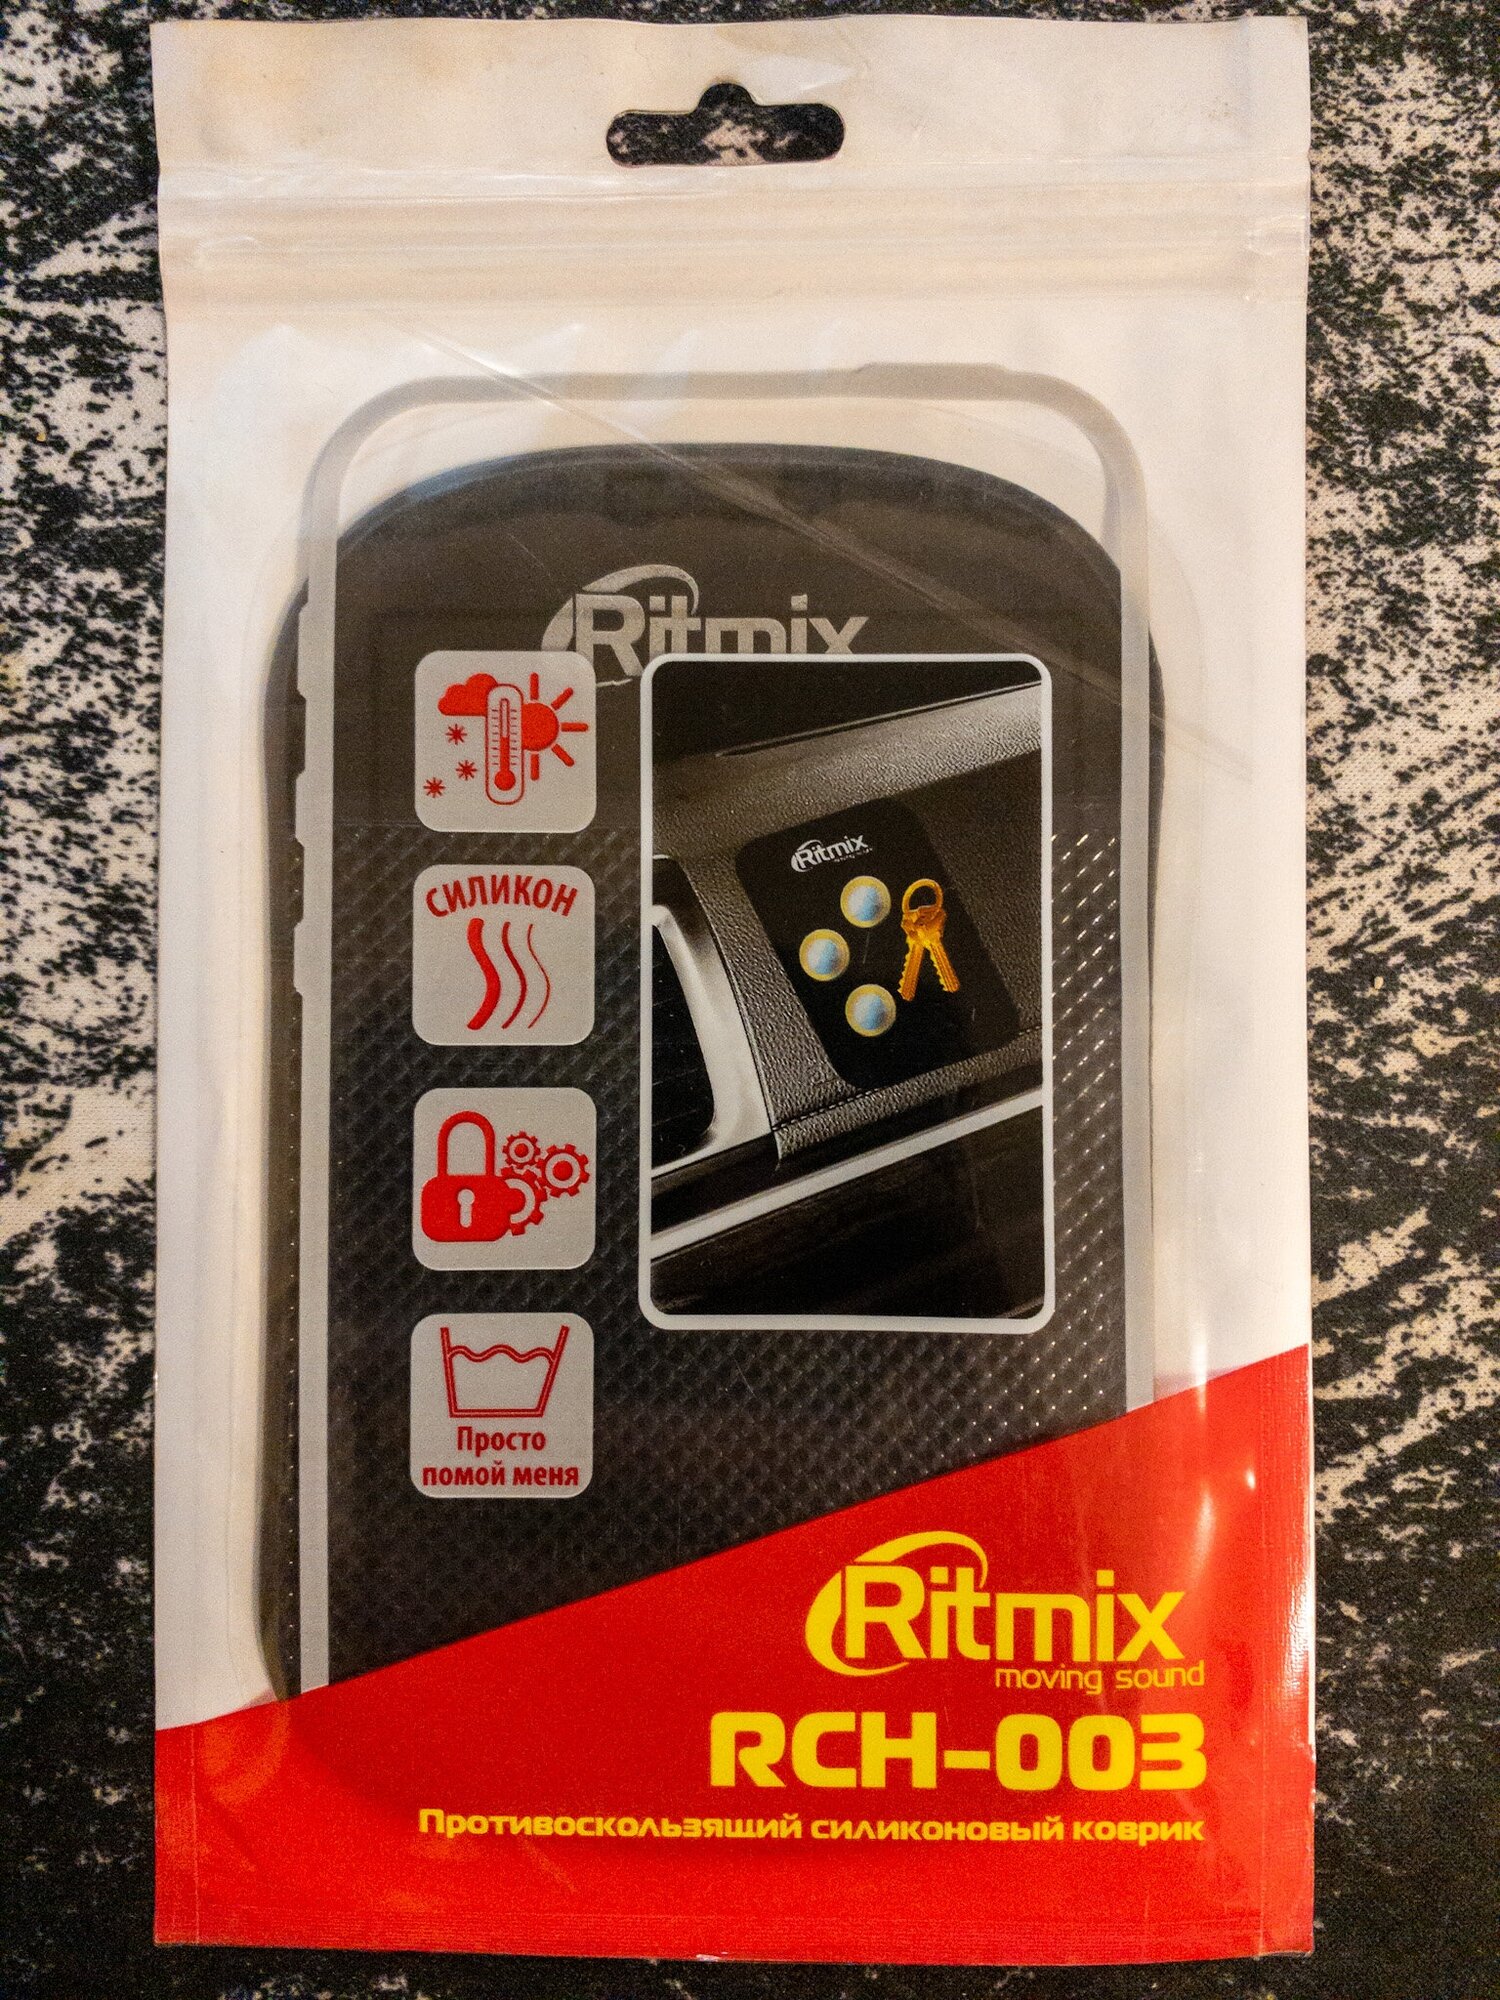 Ritmix
СИЛИКОН
Ritmix
Просто
помой меня
Ritmix
moving sound
RCH-003
Противоскользящий силиконовый коврик